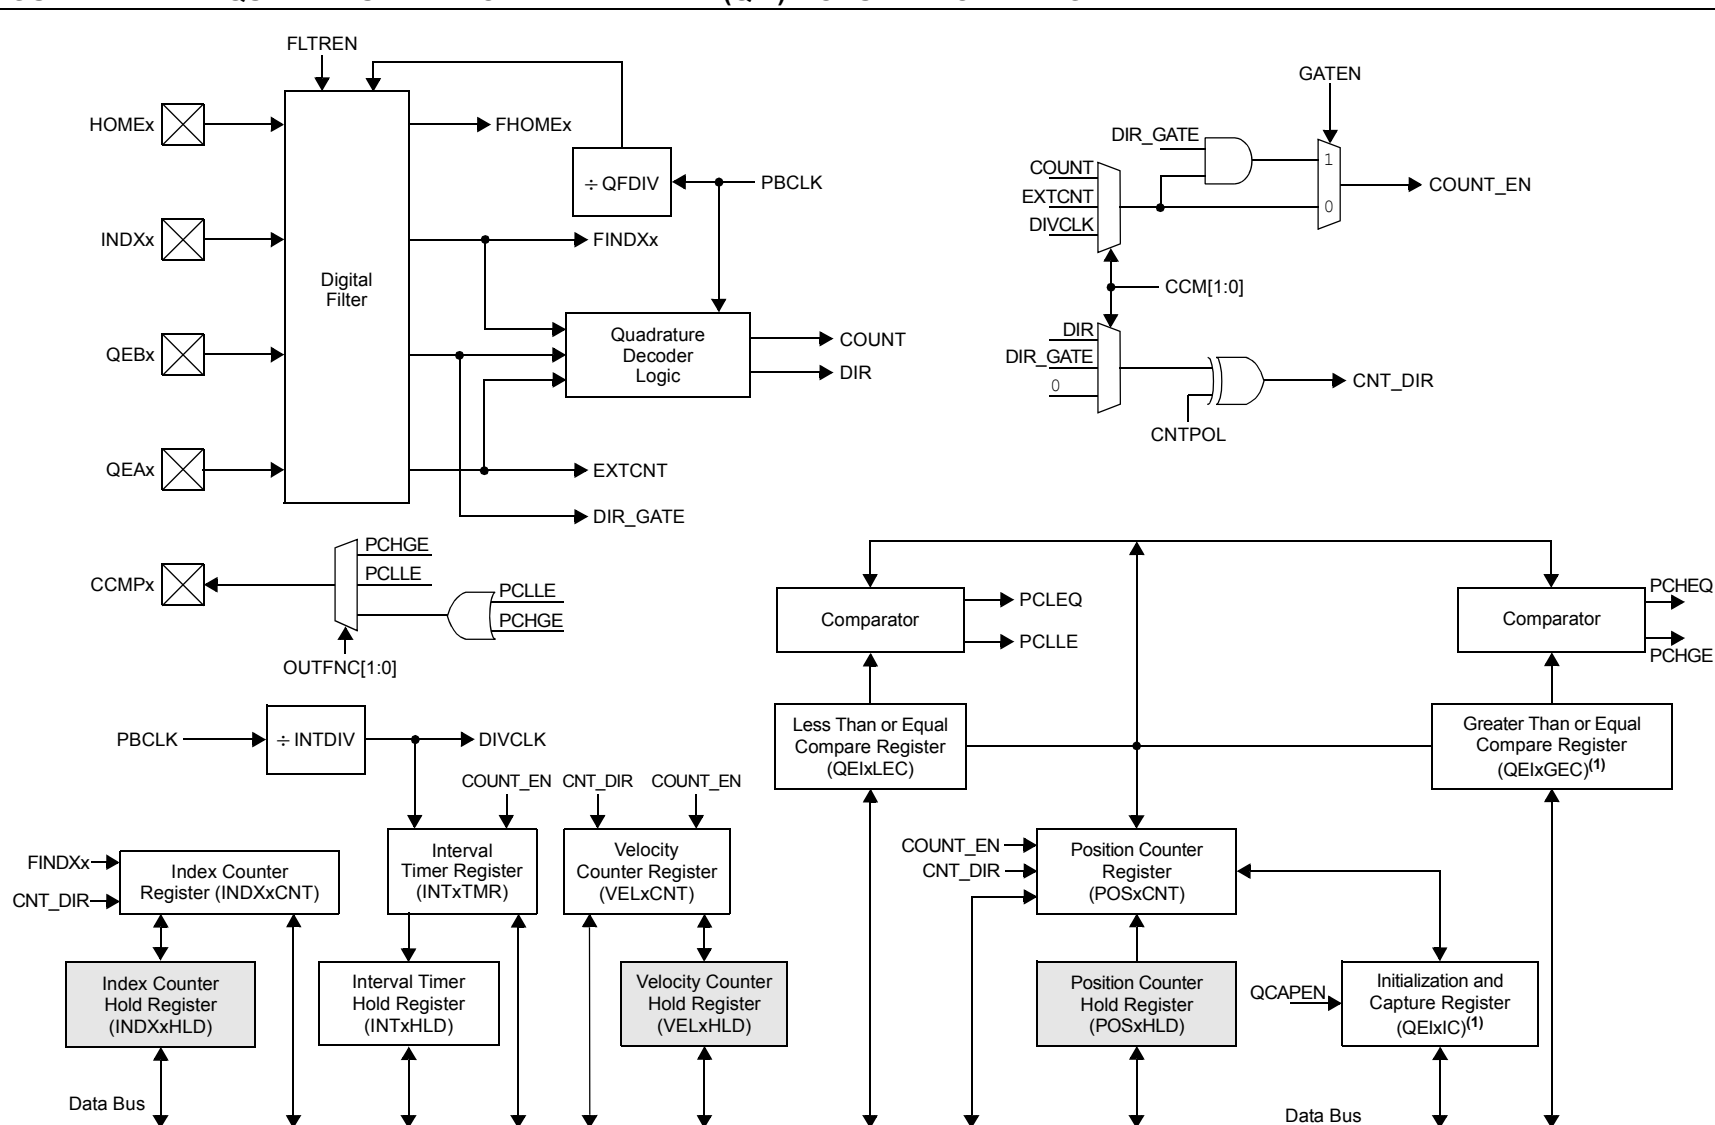 FLTREN
GATEN
HOMEx
FHOMEx
DIR_GATE
1
÷ QFDIV
PBCLK
COUNT
COUNT_EN
EXTCNT
0
DIVCLK
INDXx
FINDXx
Digital
Filter
CCM[1:0]
QEBx
Quadrature
Decoder
Logic
COUNT
DIR
DIR
DIR_GATE
0
CNT_DIR
CNTPOL
QEAx
EXTCNT
DIR_GATE
CCMPx
PCHGE
PCLLE
PCLLE
PCHGE
OUTFNC[1:0]
Comparator
PCLEQ
PCLLE
Comparator
PCHEQ
PCHGE
PBCLK
÷ INTDIV
DIVCLK
Less Than or Equal
Compare Register
(QEIxLEC)
Greater Than or Equal
Compare Register
(QEIxGEC)(1)
COUNT_EN
CNT_DIR
COUNT_EN
FINDXx
CNT_DIR
Index Counter
Register (INDXxCNT)
Interval
Timer Register
(INTxTMR)
Velocity
Counter Register
(VELxCNT)
COUNT_EN
CNT_DIR
Position Counter
Register
(POSxCNT)
Index Counter
Hold Register
(INDXxHLD)
Interval Timer
Hold Register
(INTxHLD)
Velocity Counter
Hold Register
(VELxHLD)
Position Counter
Hold Register
(POSxHLD)
QCAPEN
Initialization and
Capture Register
(QEIxIC)(1)
Data Bus
Data Bus